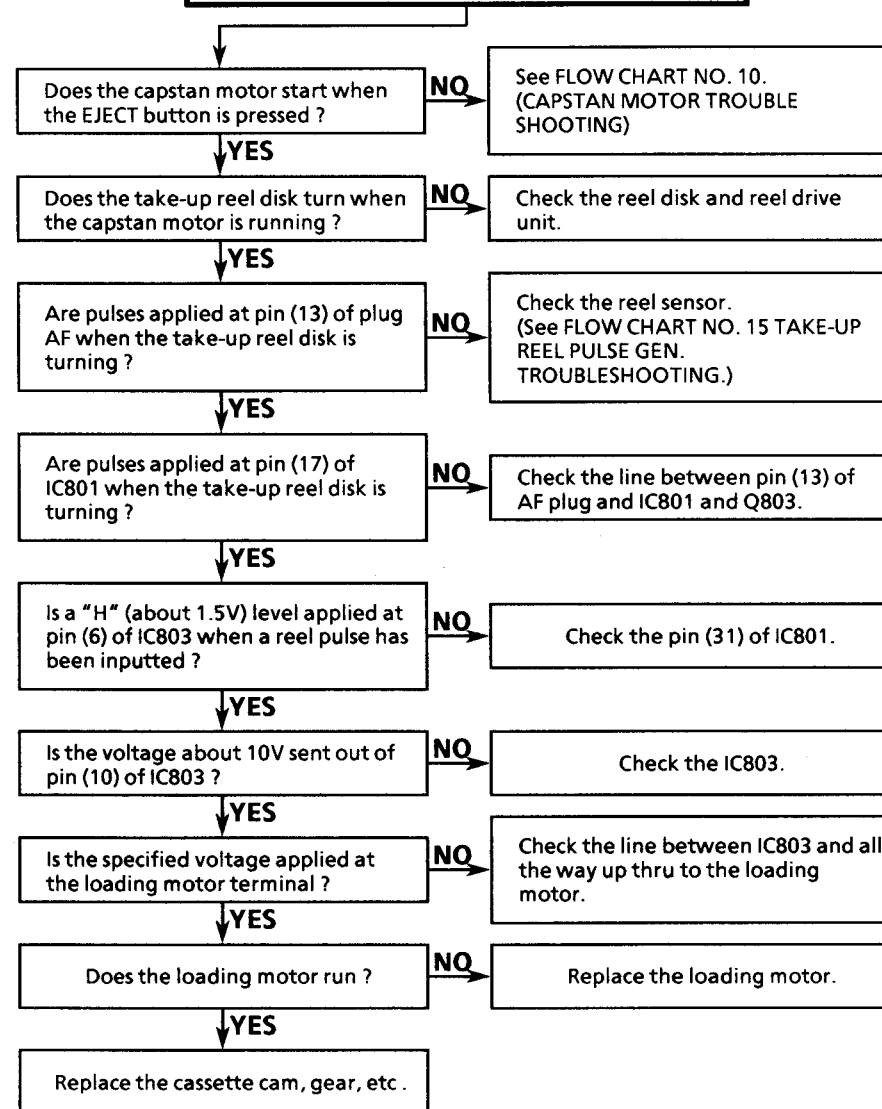 Does the capstan motor start when
the EJECT button is pressed ?
NO
See FLOW CHART NO. 10.
(CAPSTAN MOTOR TROUBLE
SHOOTING)
YES
Does the take-up reel disk turn when
the capstan motor is running ?
NO
Check the reel disk and reel drive
unit.
YES
Are pulses applied at pin (13) of plug
AF when the take-up reel disk is
turning ?
NO
Check the reel sensor.
(See FLOW CHART NO. 15 TAKE-UP
REEL PULSE GEN.
TROUBLESHOOTING.)
YES
Are pulses applied at pin (17) of
IC801 when the take-up reel disk is
turning ?
NO
Check the line between pin (13) of
AF plug and IC801 and Q803.
YES
Is a "H" (about 1.5V) level applied at
pin (6) of IC803 when a reel pulse has
been inputted ?
NO
Check the pin (31) of IC801.
YES
Is the voltage about 10V sent out of
pin (10) of IC803 ?
NO
Check the IC803.
YES
Is the specified voltage applied at
the loading motor terminal ?
NO
Check the line between IC803 and all
the way up thru to the loading
motor.
YES
Does the loading motor run ?
NO
Replace the loading motor.
YES
Replace the cassette cam, gear, etc .